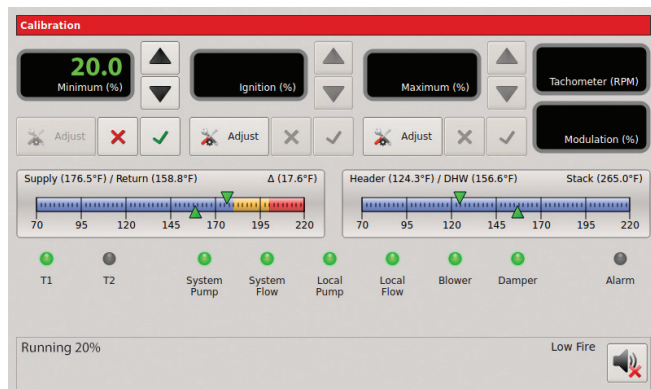 Calibration
20.0
Minimum (%)
Ignition (%)
Maximum (%)
Tachometer (RPM)
Adjust
Adjust
Adjust
Modulation (%)
Supply (176.5°F) / Return (158.8°F) Δ (17.6°F)
Header (124.3°F) / DHW (156.6°F) Stack (265.0°F)
70 95 120 145 170 195 220
70 95 120 145 170 195 220
T1 T2 System Pump System Flow Local Pump Local Flow Blower Damper Alarm
Running 20%
Low Fire